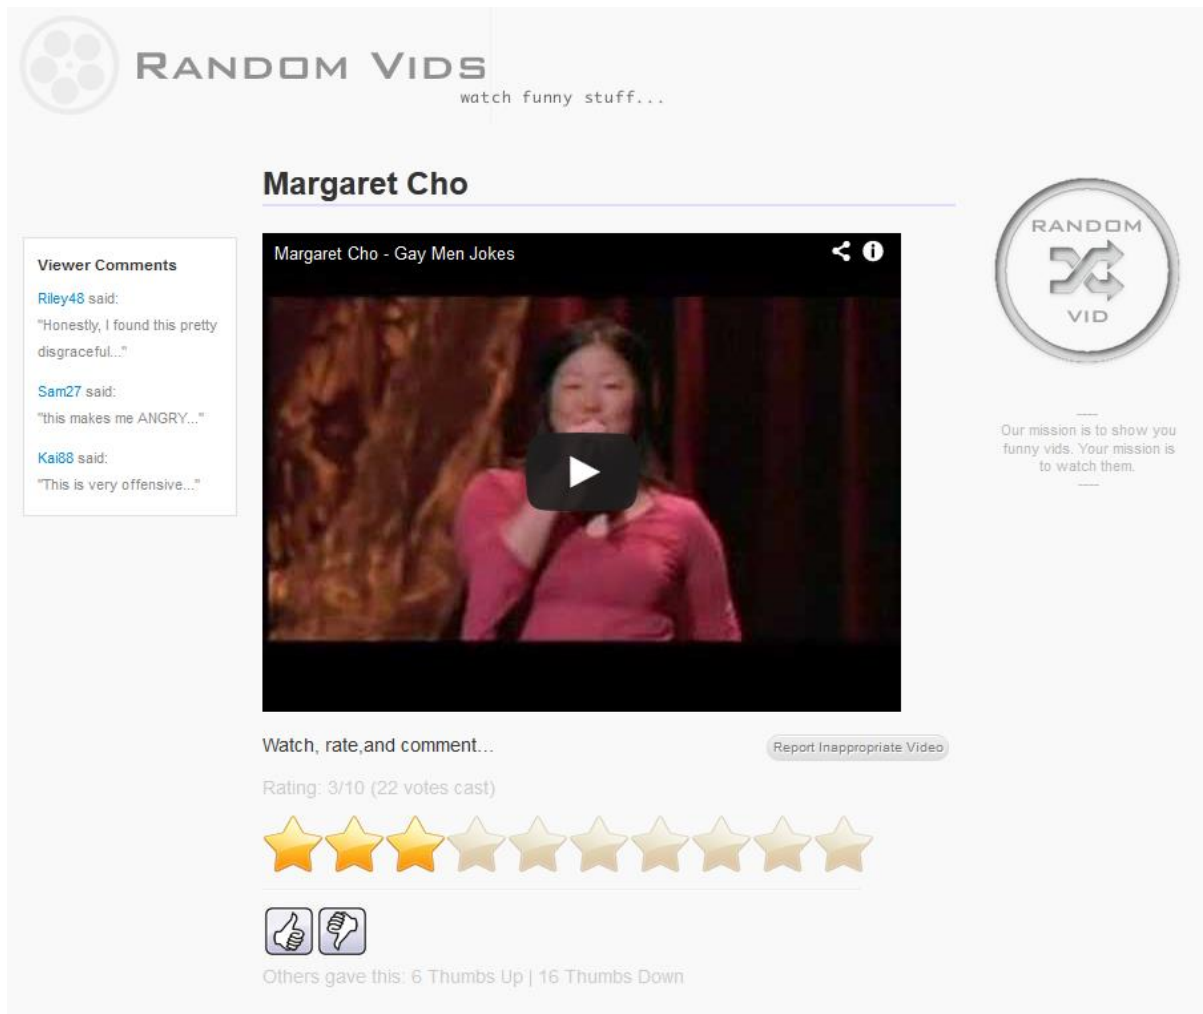 RANDOM VIDS
watch funny stuff...
Margaret Cho
Viewer Comments
Riley48 said:
"Honestly, I found this pretty
disgraceful..."
Sam27 said:
"this makes me ANGRY..."
Kai88 said:
"This is very offensive..."
Margaret Cho - Gay Men Jokes
RANDOM
VID
Our mission is to show you
funny vids. Your mission is
to watch them.
Watch, rate,and comment...
Report Inappropriate Video
Rating: 3/10 (22 votes cast)
Others gave this: 6 Thumbs Up | 16 Thumbs Down